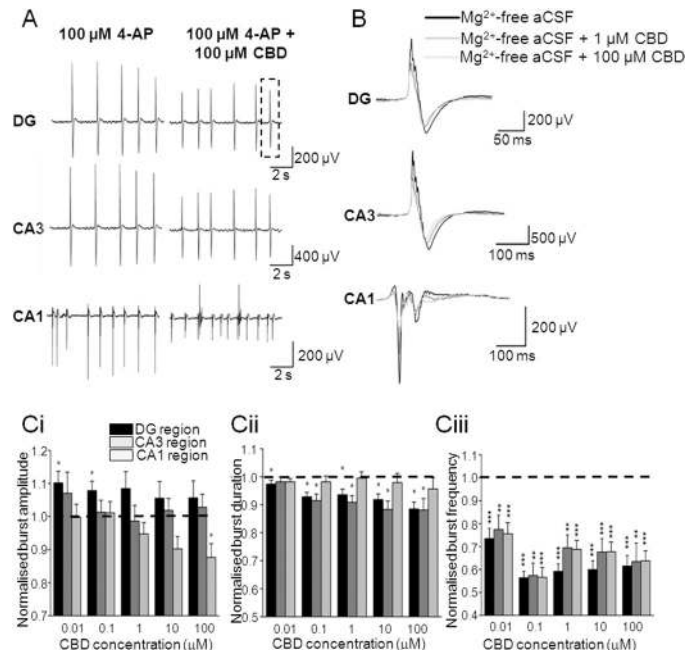 A
100 µM 4-AP
100 µM 4-AP +
100 µM CBD
DG
200 µV
2 s
CA3
400 µV
2 s
CA1
200 µV
2 s
B
Mg²⁺-free aCSF
Mg²⁺-free aCSF + 1 µM CBD
Mg²⁺-free aCSF + 100 µM CBD
DG
200 µV
50 ms
CA3
500 µV
100 ms
CA1
200 µV
100 ms
Ci
DG region
CA3 region
CA1 region
Normalised burst amplitude
1.2
1.1
1.0
0.9
0.8
0.7
0.01 0.1 1 10 100
CBD concentration (µM)
Cii
Normalised burst duration
1.1
1.0
0.9
0.8
0.7
0.6
0.5
0.01 0.1 1 10 100
CBD concentration (µM)
Ciii
Normalised burst frequency
1.1
1.0
0.9
0.8
0.7
0.6
0.5
0.4
0.01 0.1 1 10 100
CBD concentration (µM)